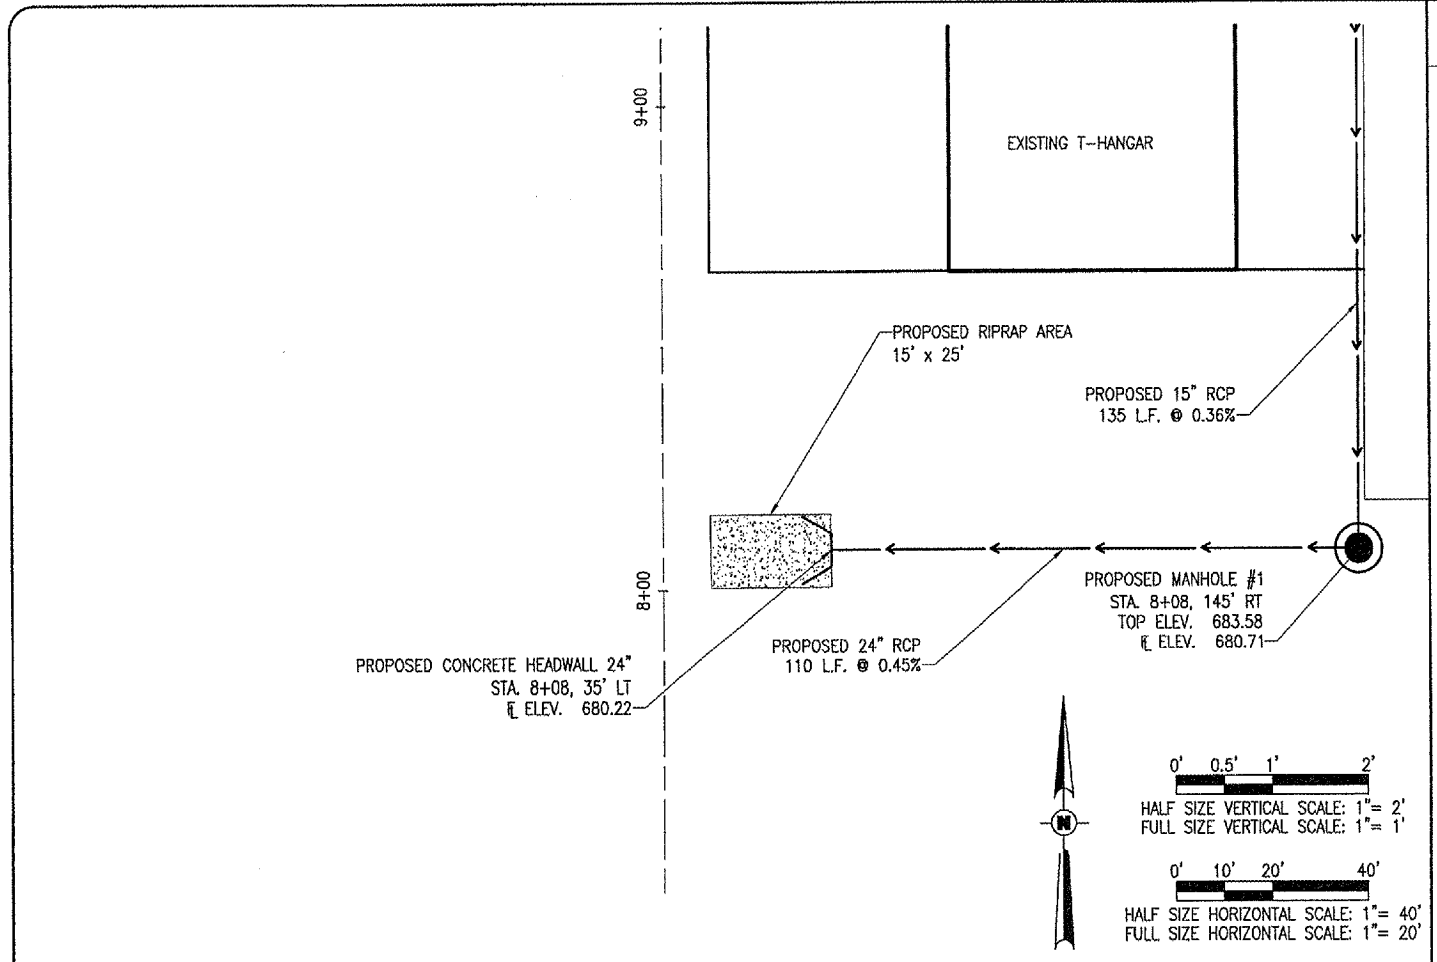 9+00
EXISTING T-HANGAR
PROPOSED RIPRAP AREA
15' x 25'
PROPOSED 15" RCP
135 L.F. @ 0.36%
8+00
PROPOSED MANHOLE #1
STA. 8+08, 145' RT
TOP ELEV. 683.58
FL ELEV. 680.71
PROPOSED 24" RCP
110 L.F. @ 0.45%
PROPOSED CONCRETE HEADWALL 24"
STA. 8+08, 35' LT
FL ELEV. 680.22
N
0' 0.5' 1' 2'
HALF SIZE VERTICAL SCALE: 1"= 2'
FULL SIZE VERTICAL SCALE: 1"= 1'
0' 10' 20' 40'
HALF SIZE HORIZONTAL SCALE: 1"= 40'
FULL SIZE HORIZONTAL SCALE: 1"= 20'